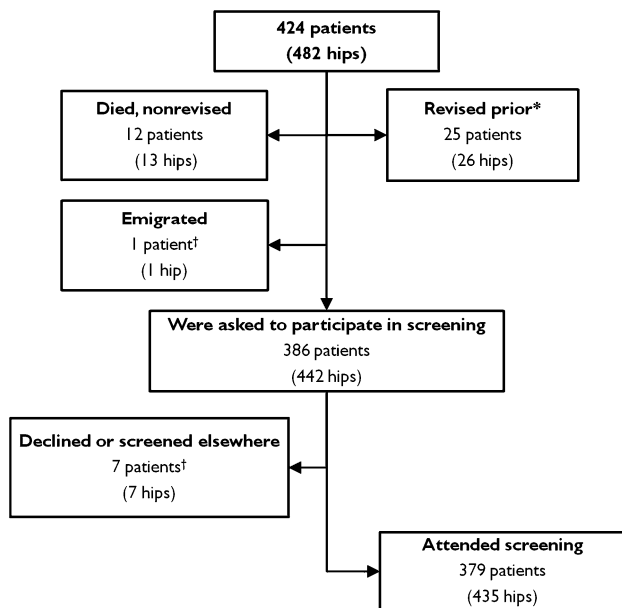 424 patients
(482 hips)
Died, nonrevised
12 patients
(13 hips)
Revised prior*
25 patients
(26 hips)
Emigrated
1 patient†
(1 hip)
Were asked to participate in screening
386 patients
(442 hips)
Declined or screened elsewhere
7 patients†
(7 hips)
Attended screening
379 patients
(435 hips)